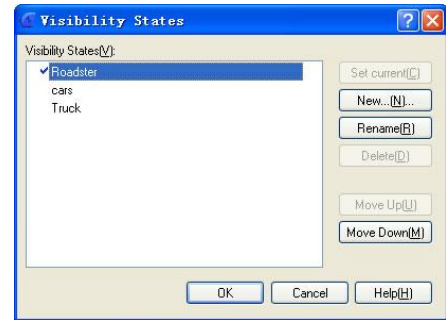 Visibility States
Visibility States(V):
Roadster
cars
Truck
Set current(C)
New...(N)...
Rename(R)
Delete(D)
Move Up(U)
Move Down(M)
OK
Cancel
Help(H)